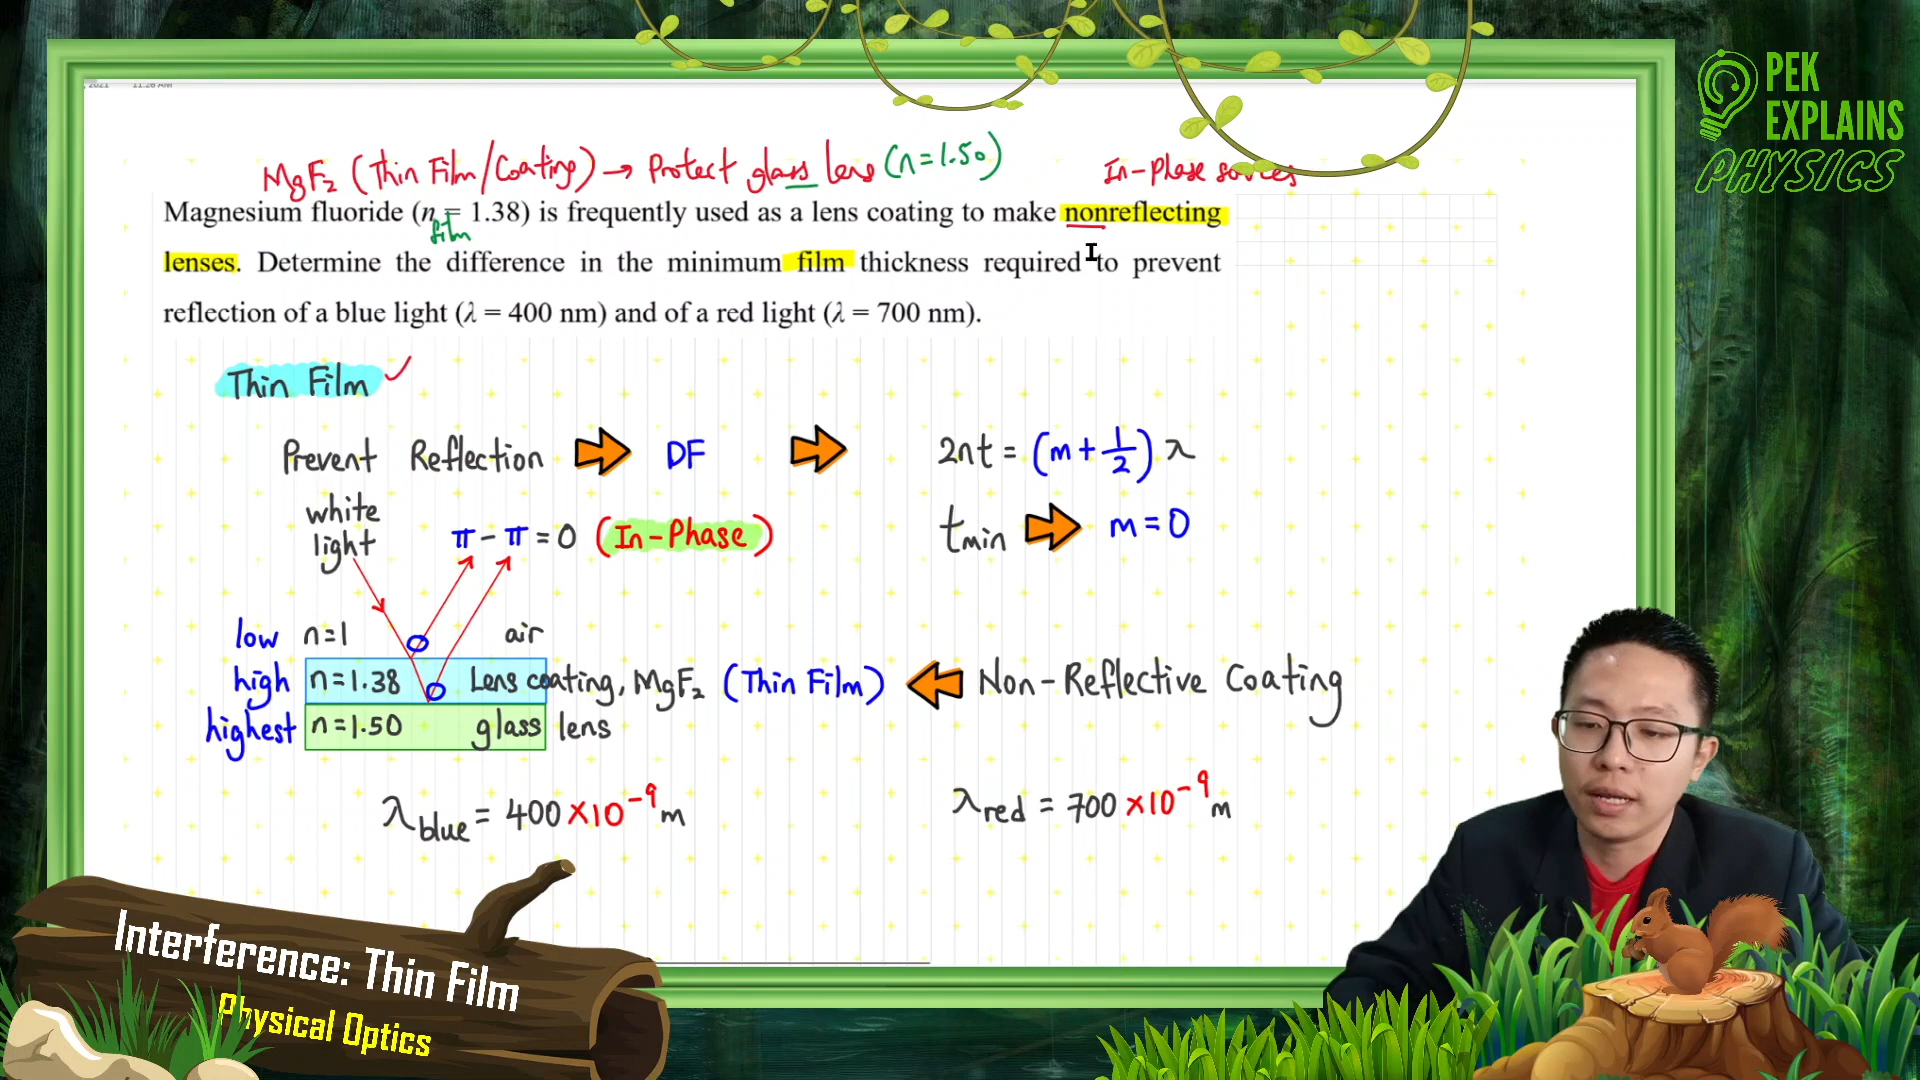 , 2021 11:28 AM
PEK
EXPLAINS
PHYSICS
MgF₂ (Thin Film/Coating) → Protect glass lens (n=1.50)
In-Phase sources
Magnesium fluoride (n = 1.38) is frequently used as a lens coating to make nonreflecting
film
lenses. Determine the difference in the minimum film thickness required to prevent
reflection of a blue light (λ = 400 nm) and of a red light (λ = 700 nm).
Thin Film ✓
Prevent Reflection DF 2nt = (m + 1/2) λ
white
light
π - π = 0 (In-Phase)
tmin m = 0
low n=1 air
high n=1.38 Lens coating, MgF₂ (Thin Film) Non-Reflective Coating
highest n=1.50 glass lens
λblue = 400 ×10⁻⁹ m
λred = 700 ×10⁻⁹ m
Interference: Thin Film
Physical Optics